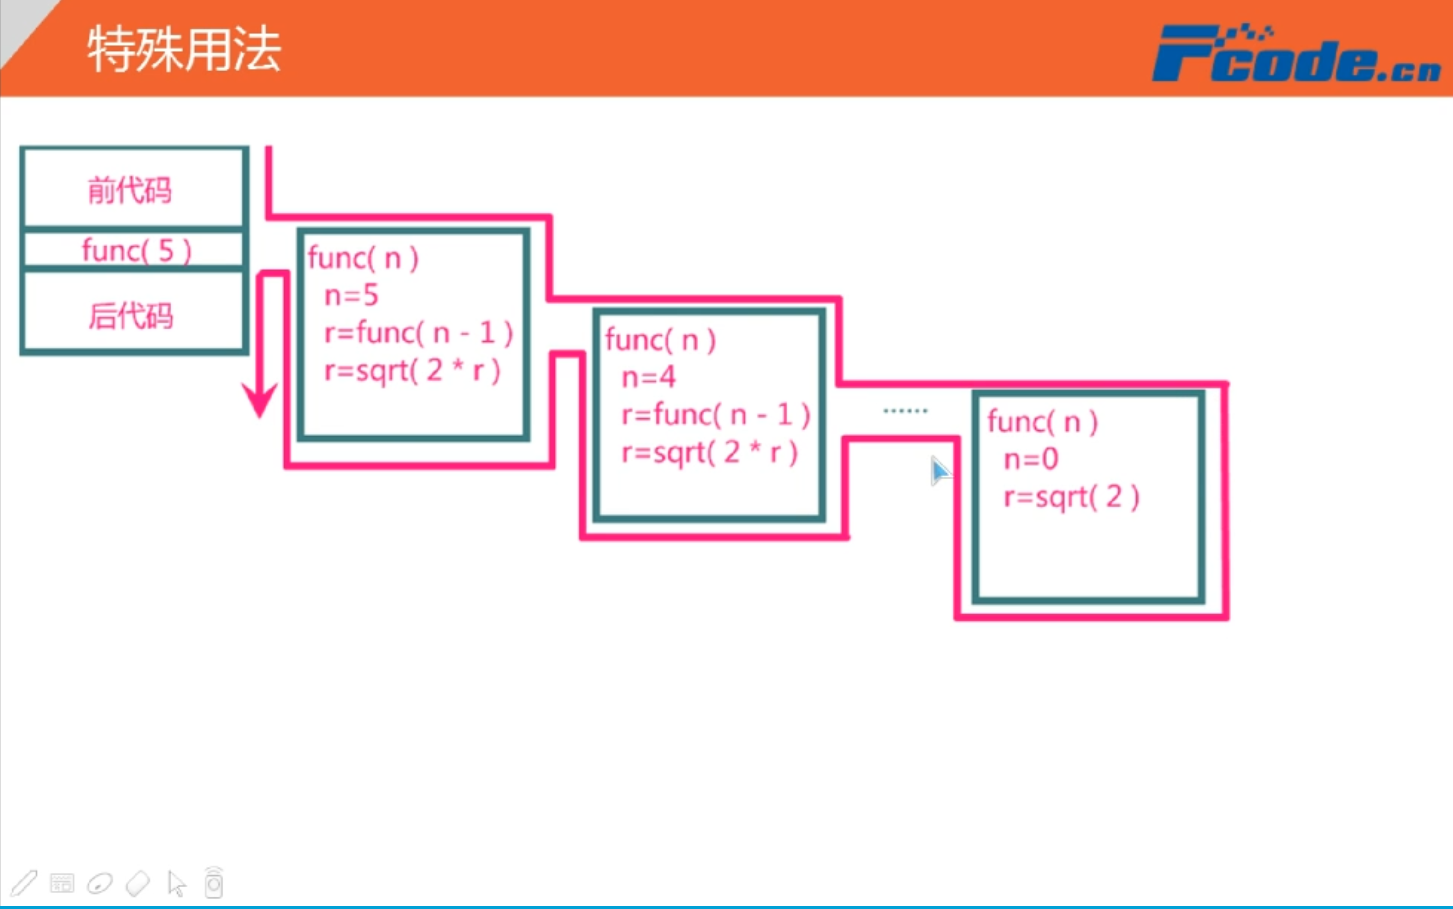 特殊用法
Fcode.cn
前代码
func( 5 )
后代码
func( n )
n=5
r=func( n - 1 )
r=sqrt( 2 * r )
func( n )
n=4
r=func( n - 1 )
r=sqrt( 2 * r )
......
func( n )
n=0
r=sqrt( 2 )